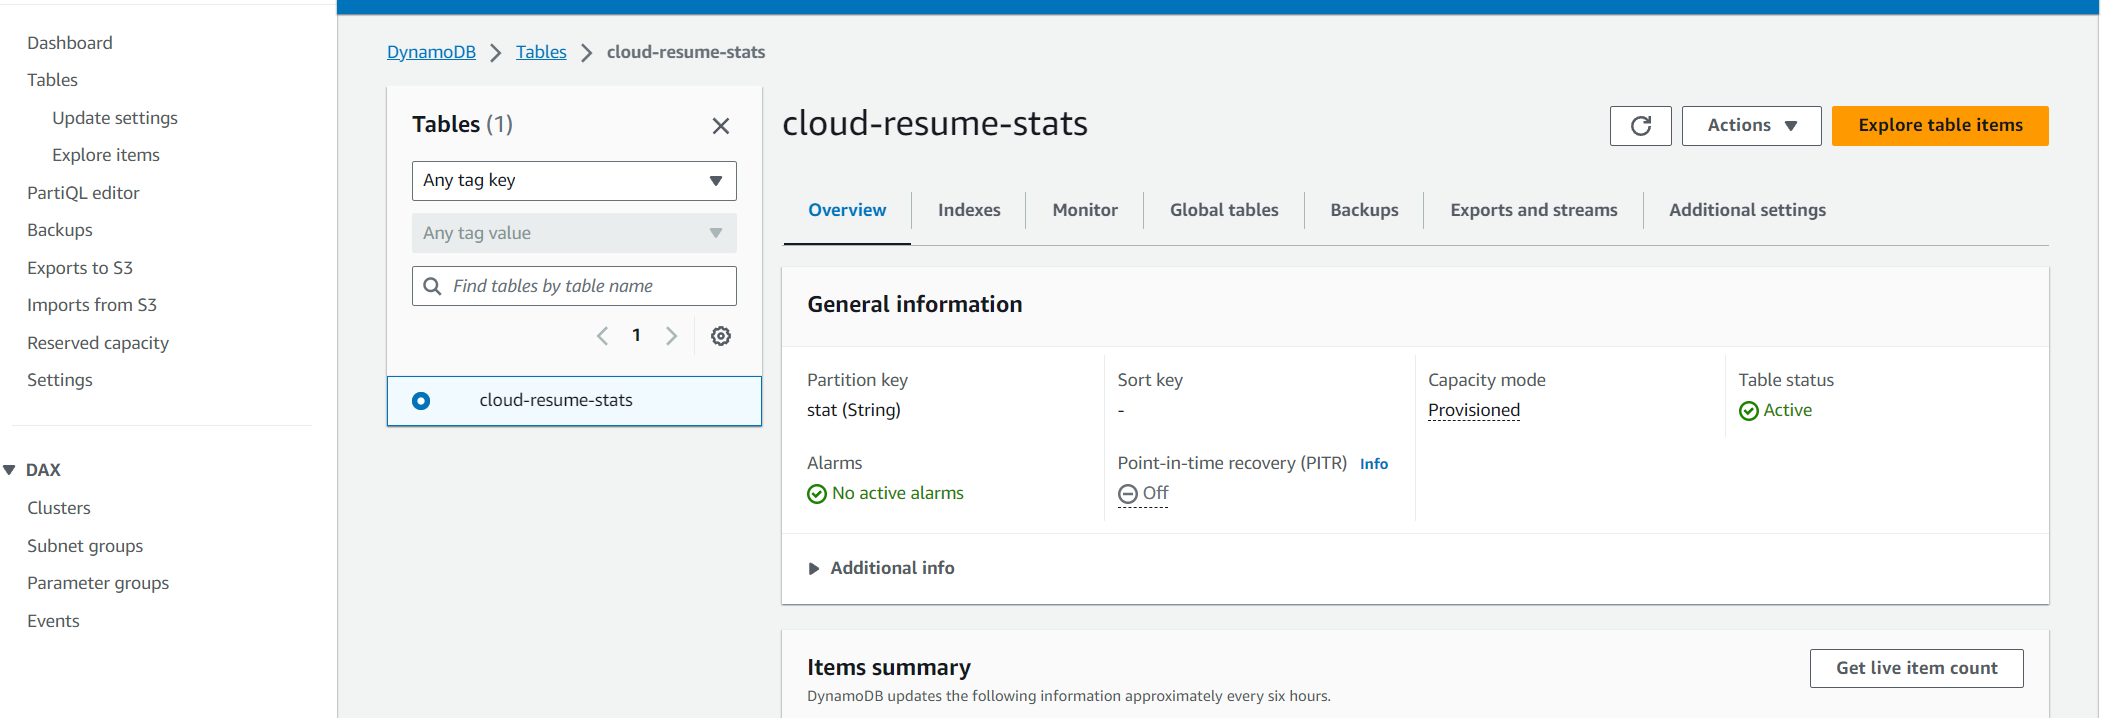 Dashboard
Tables
Update settings
Explore items
PartiQL editor
Backups
Exports to S3
Imports from S3
Reserved capacity
Settings
DAX
Clusters
Subnet groups
Parameter groups
Events
DynamoDB > Tables > cloud-resume-stats
Tables (1)
Any tag key
Any tag value
Find tables by table name
1
cloud-resume-stats
cloud-resume-stats
Actions
Explore table items
Overview Indexes Monitor Global tables Backups Exports and streams Additional settings
General information
Partition key
stat (String)
Sort key
-
Capacity mode
Provisioned
Table status
Active
Alarms
No active alarms
Point-in-time recovery (PITR) Info
Off
Additional info
Items summary
Get live item count
DynamoDB updates the following information approximately every six hours.